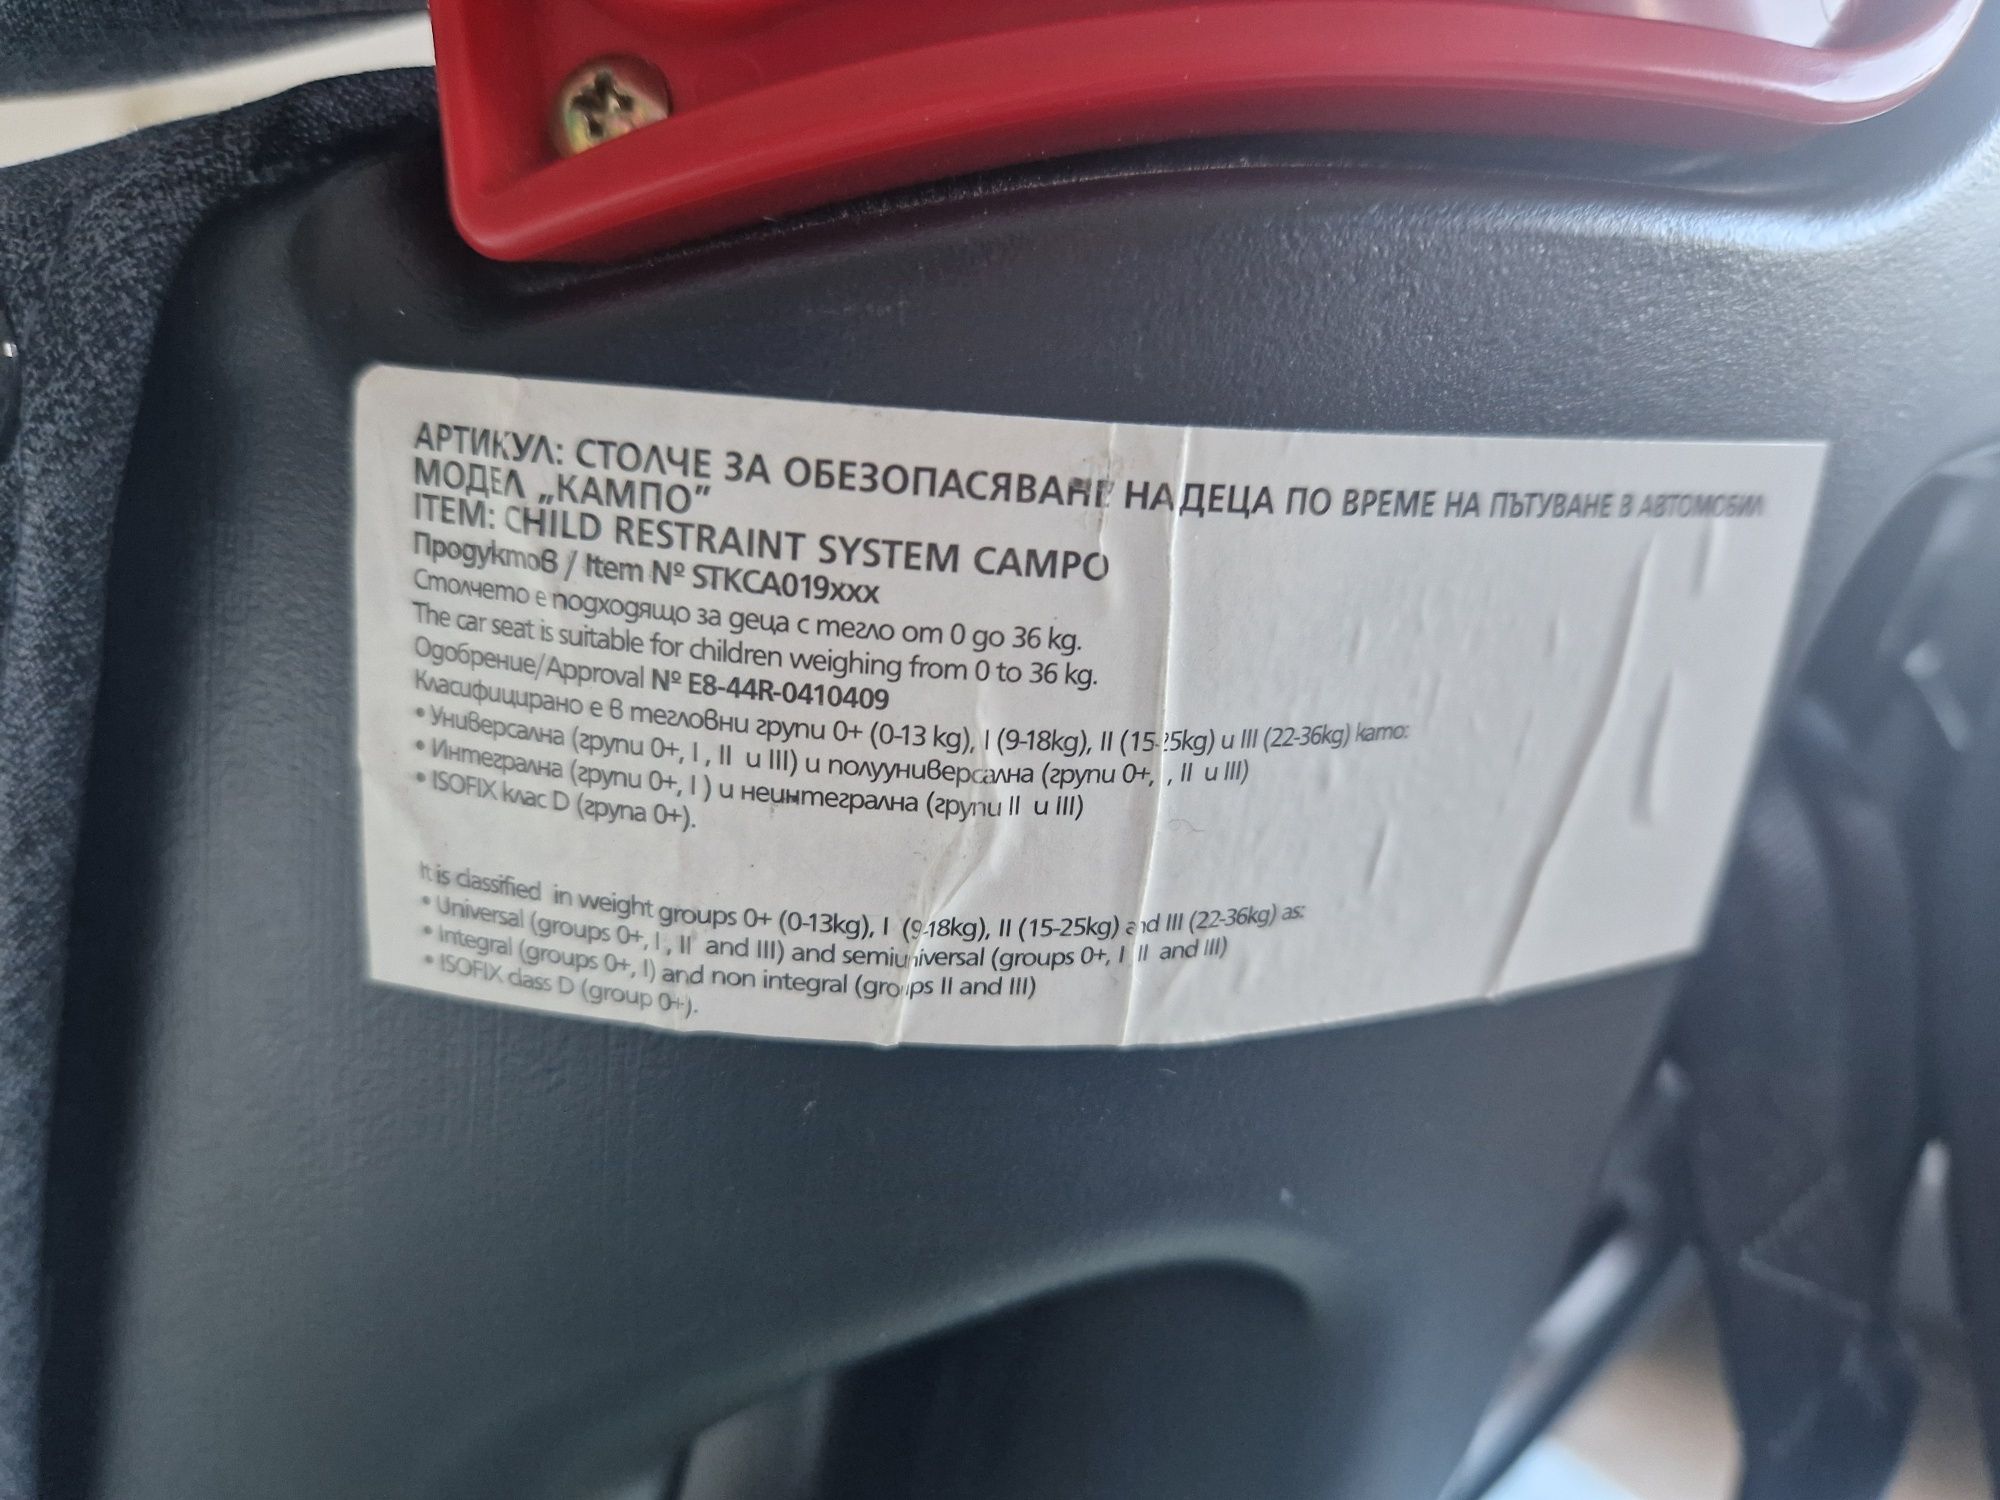 АРТИКУЛ: СТОЛЧЕ ЗА ОБЕЗОПАСЯВАНЕ НА ДЕЦА ПО ВРЕМЕ НА ПЪТУВАНЕ В АВТОМОБИЛ
МОДЕЛ „КАМПО”
ITEM: CHILD RESTRAINT SYSTEM CAMPO
Продуктов / Item № STKCA019xxx
Столчето е подходящо за деца с тегло от 0 до 36 kg.
The car seat is suitable for children weighing from 0 to 36 kg.
Одобрение/Approval № E8-44R-0410409
Класифицирано е в тегловни групи 0+ (0-13 kg), I (9-18kg), II (15-25kg) и III (22-36kg) като:
• Универсална (групи 0+, I , II и III) и полууниверсална (групи 0+, , II и III)
• Интегрална (групи 0+, I ) и неинтегрална (групи II и III)
• ISOFIX клас D (група 0+).
It is classified in weight groups 0+ (0-13kg), I (9-18kg), II (15-25kg) and III (22-36kg) as:
• Universal (groups 0+, I , II and III) and semiuniversal (groups 0+, I II and III)
• Integral (groups 0+, I) and non integral (groups II and III)
• ISOFIX class D (group 0+).